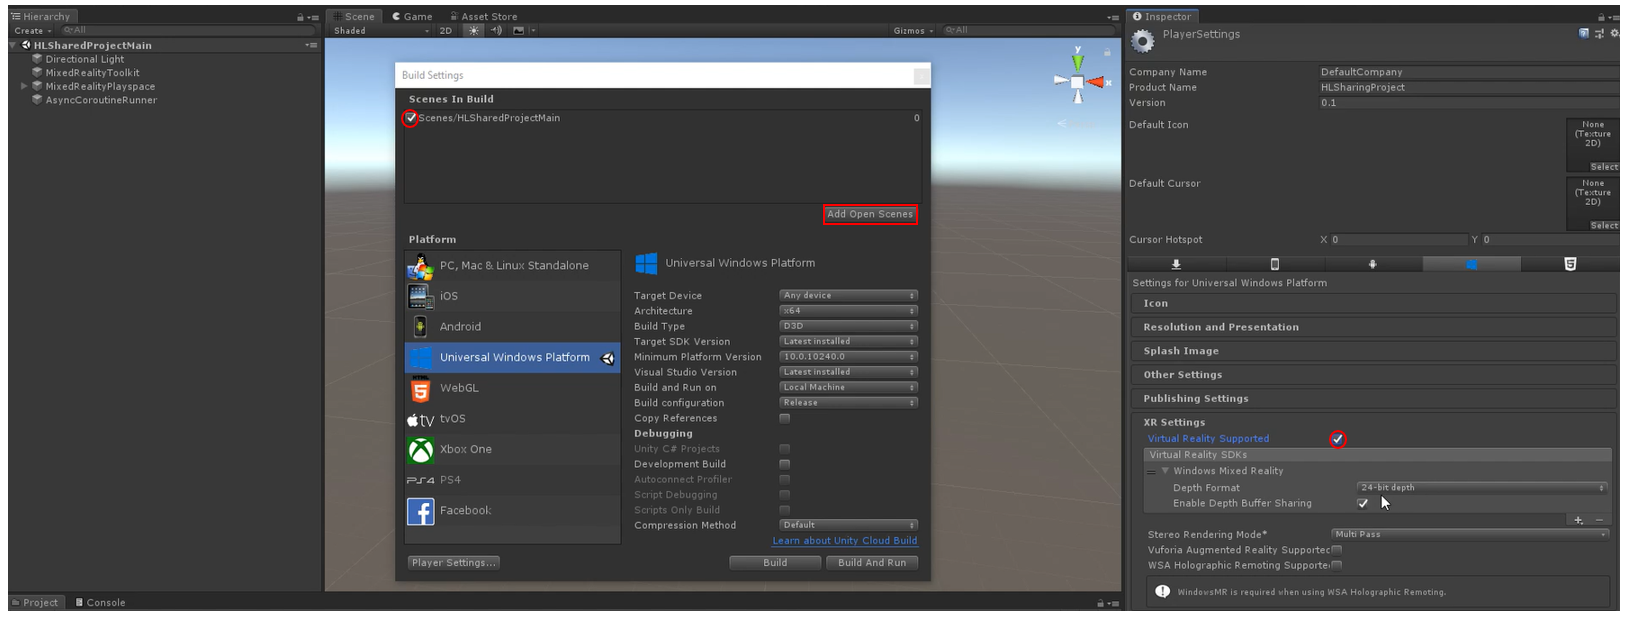 Hierarchy
Create
All
HLSharedProjectMain
Directional Light
MixedRealityToolkit
MixedRealityPlayspace
AsyncCoroutineRunner
Scene
Game
Asset Store
Shaded
2D
Gizmos
All
y
x
Build Settings
Scenes In Build
Scenes/HLSharedProjectMain 0
Add Open Scenes
Platform
PC, Mac & Linux Standalone
iOS
Android
Universal Windows Platform
WebGL
tv tvOS
Xbox One
PS4 PS4
Facebook
Universal Windows Platform
Target Device Any device
Architecture x64
Build Type D3D
Target SDK Version Latest installed
Minimum Platform Version 10.0.10240.0
Visual Studio Version Latest installed
Build and Run on Local Machine
Build configuration Release
Copy References
Debugging
Unity C# Projects
Development Build
Autoconnect Profiler
Script Debugging
Scripts Only Build
Compression Method Default
Learn about Unity Cloud Build
Player Settings...
Build
Build And Run
Project
Console
Inspector
PlayerSettings
Company Name DefaultCompany
Product Name HLSharingProject
Version 0.1
Default Icon
None
(Texture
2D)
Select
Default Cursor
None
(Texture
2D)
Select
Cursor Hotspot X 0 Y 0
Settings for Universal Windows Platform
Icon
Resolution and Presentation
Splash Image
Other Settings
Publishing Settings
XR Settings
Virtual Reality Supported
Virtual Reality SDKs
Windows Mixed Reality
Depth Format 24-bit depth
Enable Depth Buffer Sharing
Stereo Rendering Mode* Multi Pass
Vuforia Augmented Reality Supported
WSA Holographic Remoting Supporte
WindowsMR is required when using WSA Holographic Remoting.